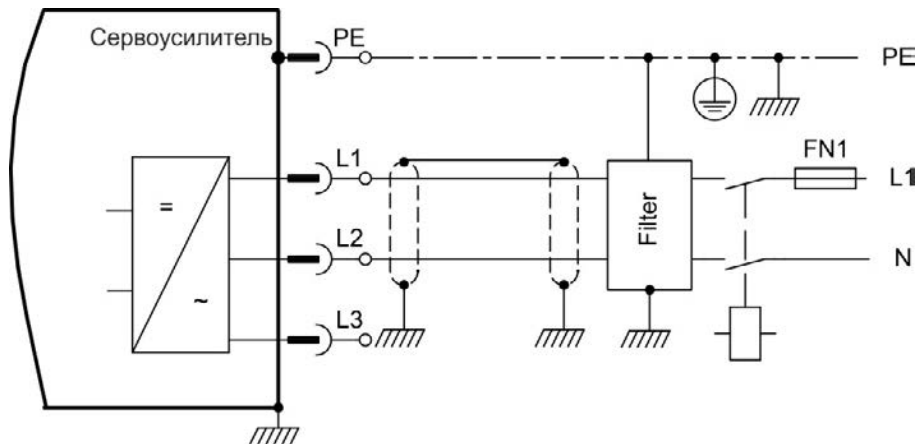 Сервоусилитель
PE
PE
L1
FN1
L1
=
Filter
L2
N
~
L3